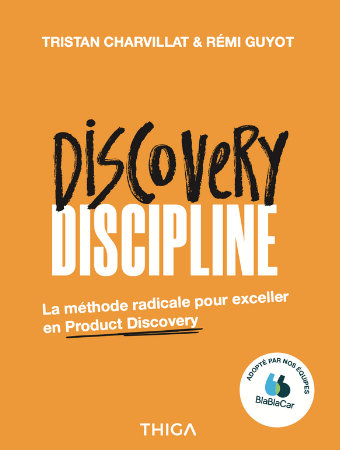 TRISTAN CHARVILLAT & RÉMI GUYOT
DISCOVERY
DISCIPLINE
La méthode radicale pour exceller
en Product Discovery
ADOPTÉ PAR NOS ÉQUIPES
BlaBlaCar
THIGA